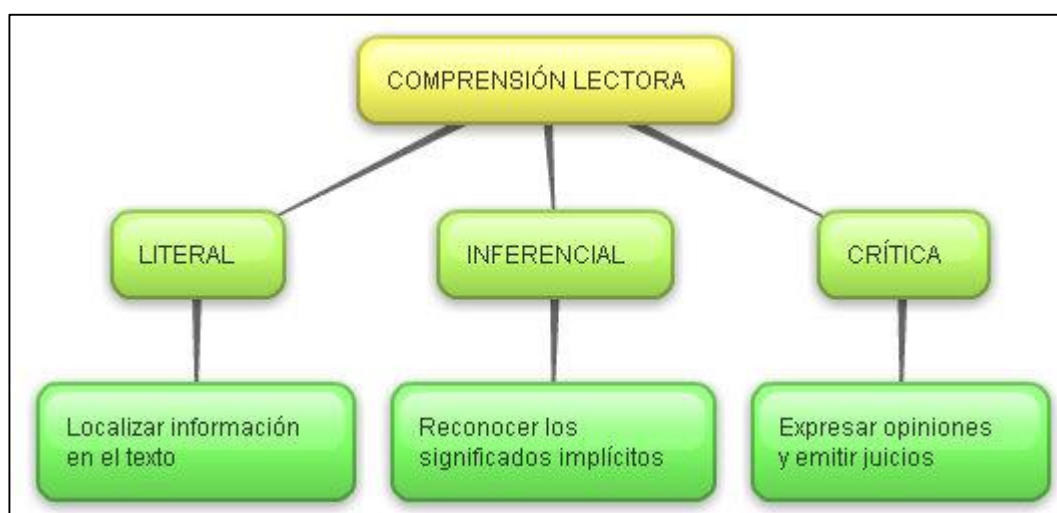 COMPRENSIÓN LECTORA
LITERAL
INFERENCIAL
CRÍTICA
Localizar información
en el texto
Reconocer los
significados implícitos
Expresar opiniones
y emitir juicios